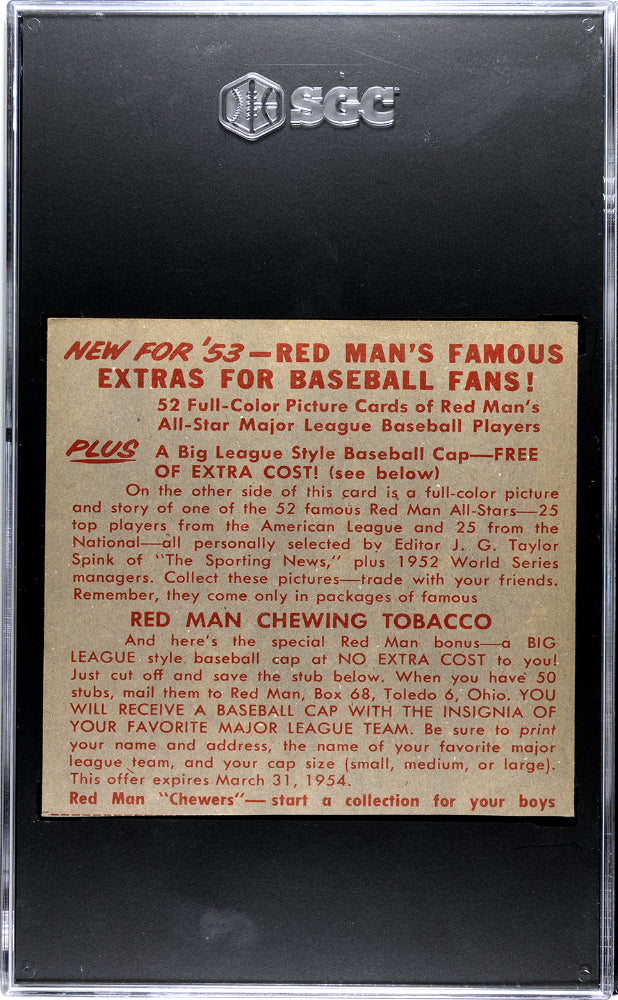 SGC
NEW FOR '53—RED MAN'S FAMOUS
EXTRAS FOR BASEBALL FANS!
52 Full-Color Picture Cards of Red Man's
All-Star Major League Baseball Players
PLUS A Big League Style Baseball Cap—FREE
OF EXTRA COST! (see below)
On the other side of this card is a full-color picture
and story of one of the 52 famous Red Man All-Stars—25
top players from the American League and 25 from the
National—all personally selected by Editor J. G. Taylor
Spink of "The Sporting News," plus 1952 World Series
managers. Collect these pictures—trade with your friends.
Remember, they come only in packages of famous
RED MAN CHEWING TOBACCO
And here's the special Red Man bonus—a BIG
LEAGUE style baseball cap at NO EXTRA COST to you!
Just cut off and save the stub below. When you have 50
stubs, mail them to Red Man, Box 68, Toledo 6, Ohio. YOU
WILL RECEIVE A BASEBALL CAP WITH THE INSIGNIA OF
YOUR FAVORITE MAJOR LEAGUE TEAM. Be sure to print
your name and address, the name of your favorite major
league team, and your cap size (small, medium, or large).
This offer expires March 31, 1954.
Red Man "Chewers"—start a collection for your boys